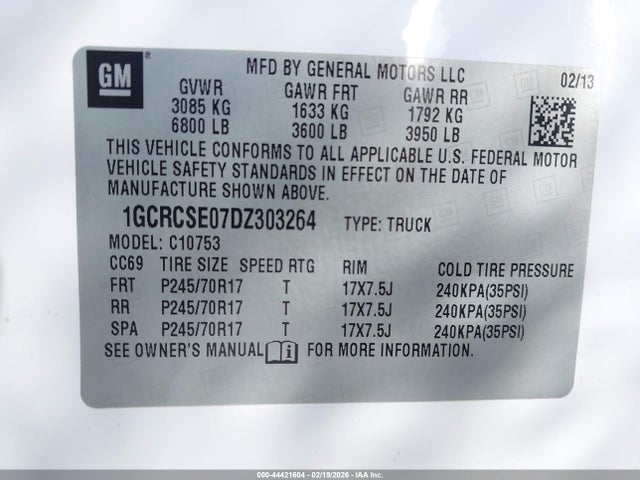 GM
MFD BY GENERAL MOTORS LLC 02/13
GVWR GAWR FRT GAWR RR
3085 KG 1633 KG 1792 KG
6800 LB 3600 LB 3950 LB
THIS VEHICLE CONFORMS TO ALL APPLICABLE U.S. FEDERAL MOTOR
VEHICLE SAFETY STANDARDS IN EFFECT ON THE DATE OF
MANUFACTURE SHOWN ABOVE.
1GCRCSE07DZ303264 TYPE: TRUCK
MODEL: C10753
CC69 TIRE SIZE SPEED RTG RIM COLD TIRE PRESSURE
FRT P245/70R17 T 17X7.5J 240KPA(35PSI)
RR P245/70R17 T 17X7.5J 240KPA(35PSI)
SPA P245/70R17 T 17X7.5J 240KPA(35PSI)
SEE OWNER'S MANUAL i FOR MORE INFORMATION.
000-44421604 - 02/19/2026 - IAA Inc.